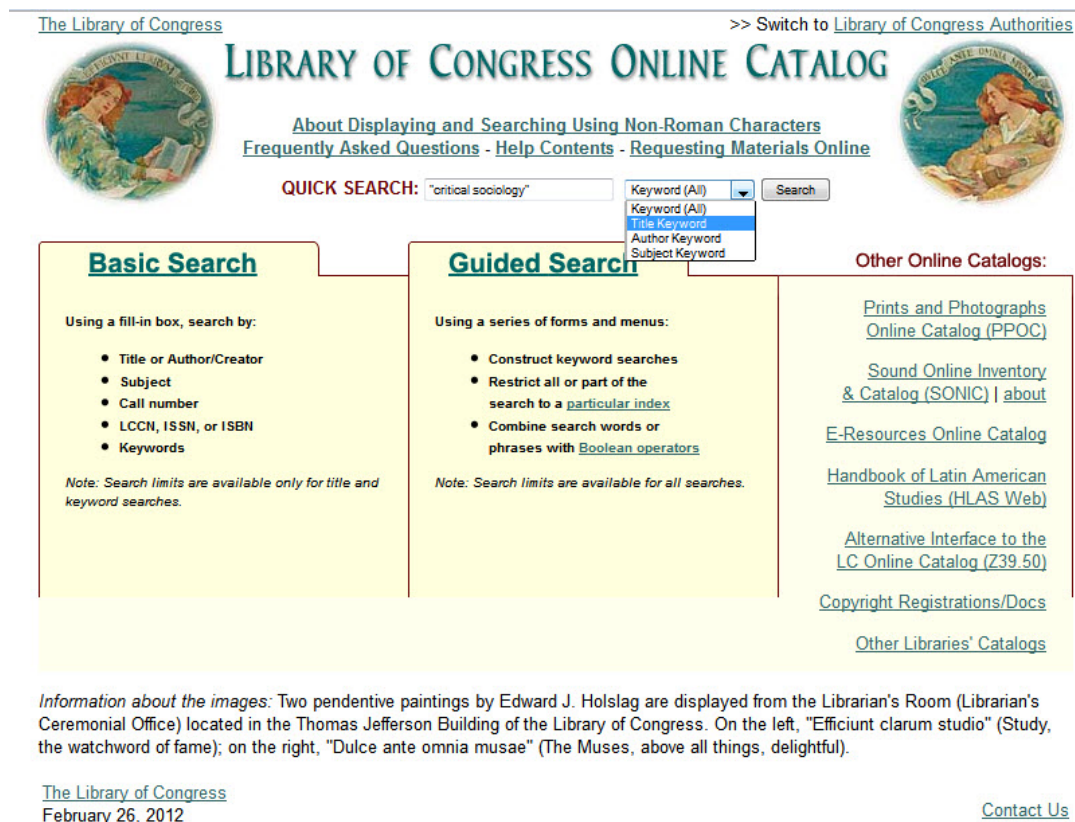 The Library of Congress
>> Switch to Library of Congress Authorities
LIBRARY OF CONGRESS ONLINE CATALOG
About Displaying and Searching Using Non-Roman Characters
Frequently Asked Questions - Help Contents - Requesting Materials Online
QUICK SEARCH: "critical sociology" Keyword (All) Search
Keyword (All)
Title Keyword
Author Keyword
Subject Keyword
Basic Search
Using a fill-in box, search by:
• Title or Author/Creator
• Subject
• Call number
• LCCN, ISSN, or ISBN
• Keywords
Note: Search limits are available only for title and
keyword searches.
Guided Search
Using a series of forms and menus:
• Construct keyword searches
• Restrict all or part of the
search to a particular index
• Combine search words or
phrases with Boolean operators
Note: Search limits are available for all searches.
Other Online Catalogs:
Prints and Photographs
Online Catalog (PPOC)
Sound Online Inventory
& Catalog (SONIC) | about
E-Resources Online Catalog
Handbook of Latin American
Studies (HLAS Web)
Alternative Interface to the
LC Online Catalog (Z39.50)
Copyright Registrations/Docs
Other Libraries' Catalogs
Information about the images: Two pendentive paintings by Edward J. Holslag are displayed from the Librarian's Room (Librarian's
Ceremonial Office) located in the Thomas Jefferson Building of the Library of Congress. On the left, "Efficiunt clarum studio" (Study,
the watchword of fame); on the right, "Dulce ante omnia musae" (The Muses, above all things, delightful).
The Library of Congress
February 26, 2012
Contact Us